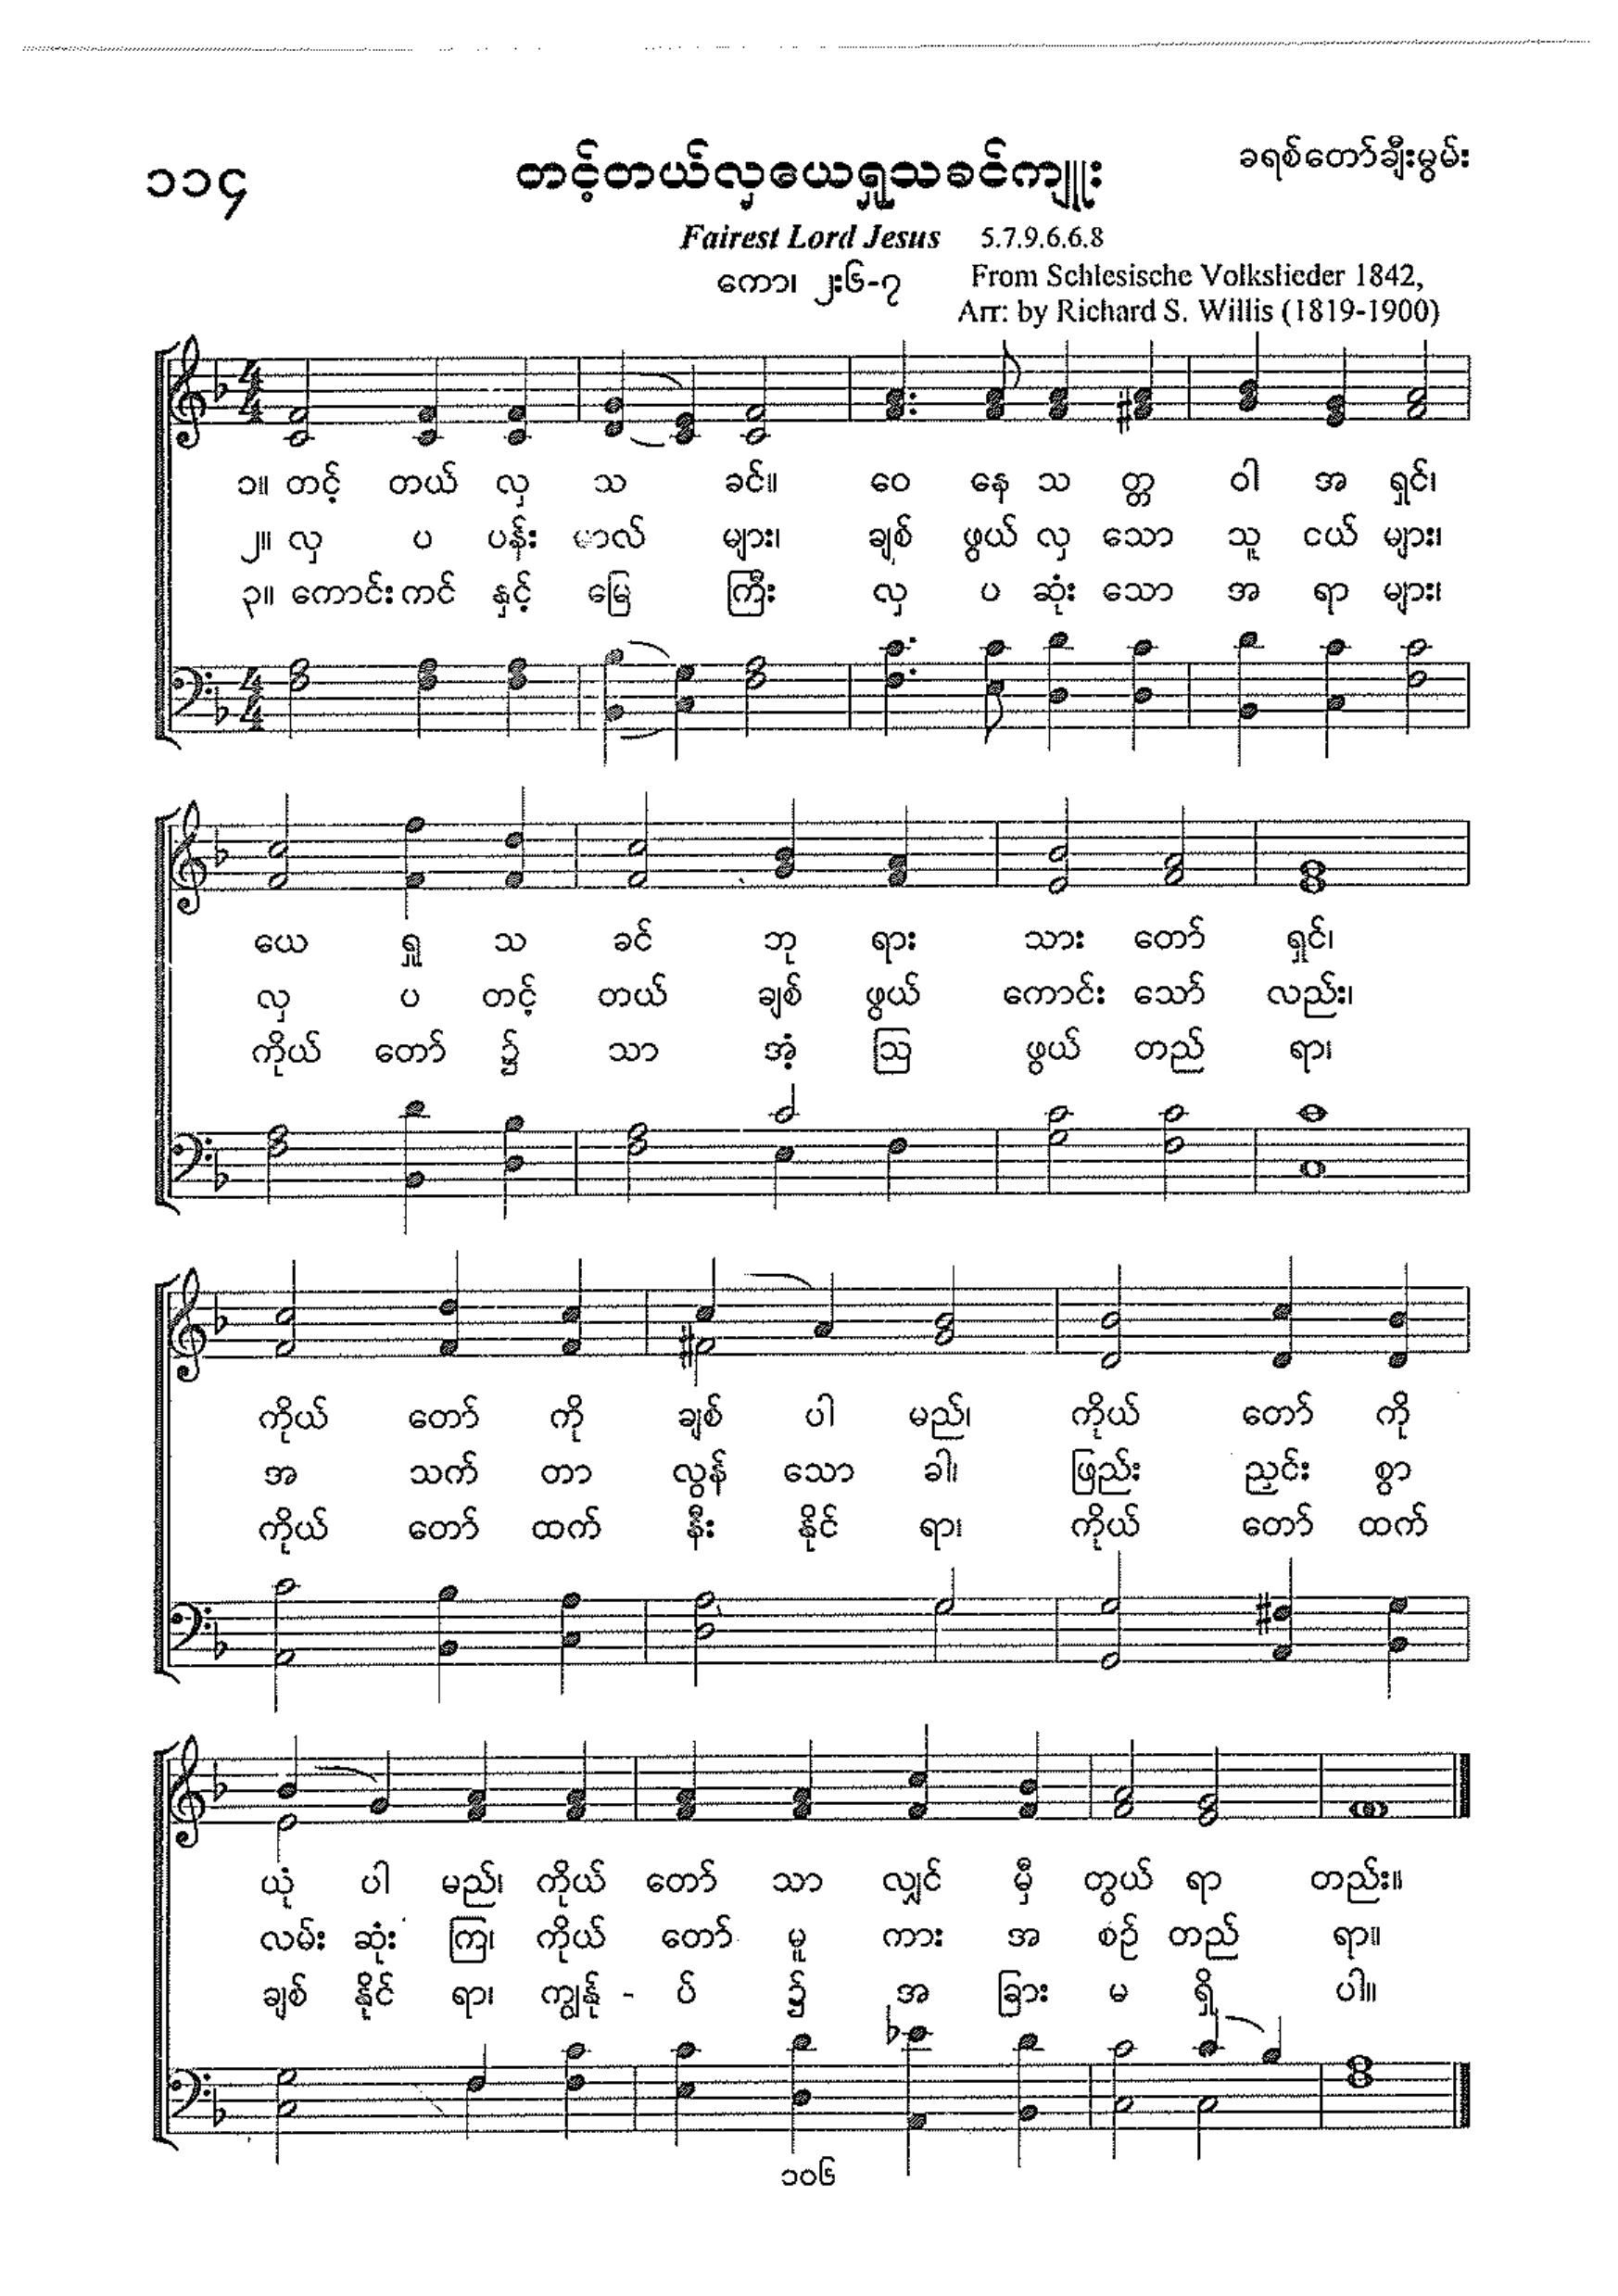 ၁၁၄ တင့်တယ်လှယေရှုသခင်ကျူး ခရစ်တော်ချီးမွမ်း
Fairest Lord Jesus 5.7.9.6.6.8
ကော၊ ၂း၆-၇ From Schlesische Volkslieder 1842,
Arr: by Richard S. Willis (1819-1900)
၁။ တင့် တယ် လှ သ ခင်။ ဝေ နေ သ တ္တ ဝါ အ ရှင်၊
၂။ လှ ပ ပန်း မာလ် များ၊ ချစ် ဖွယ် လှ သော သူ ငယ် များ၊
၃။ ကောင်း ကင် နှင့် မြေ ကြီး လှ ပ ဆုံး သော အ ရာ များ၊
ယေ ရှူ သ ခင် ဘု ရား သား တော် ရှင်၊
လှ ပ တင့် တယ် ချစ် ဖွယ် ကောင်း သော် လည်း၊
ကိုယ် တော် ၌ သာ အံ့ ဩ ဖွယ် တည် ရာ၊
ကိုယ် တော် ကို ချစ် ပါ မည်၊ ကိုယ် တော် ကို
အ သက် တာ လွန် သော ခါ၊ ဖြည်း ညှင်း စွာ
ကိုယ် တော် ထက် နီး နိုင် ရာ၊ ကိုယ် တော် ထက်
ယုံ ပါ မည်၊ ကိုယ် တော် သာ လျှင် မှီ တွယ် ရာ တည်း။
လမ်း ဆုံး ကြ၊ ကိုယ် တော် မူ ကား အ စဉ် တည် ရာ။
ချစ် နိုင် ရာ၊ ကျွန်ု - ပ် ၌ အ ခြား မ ရှိ ပါ။
၁၀၆